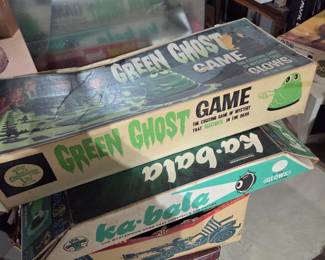 GREEN GHOST
GAME
GLOWS
GREEN GHOST GAME
THE EXCITING GAME OF MYSTERY
THAT GLOWS IN THE DARK
ka·bala
ka·bala
GLOWS